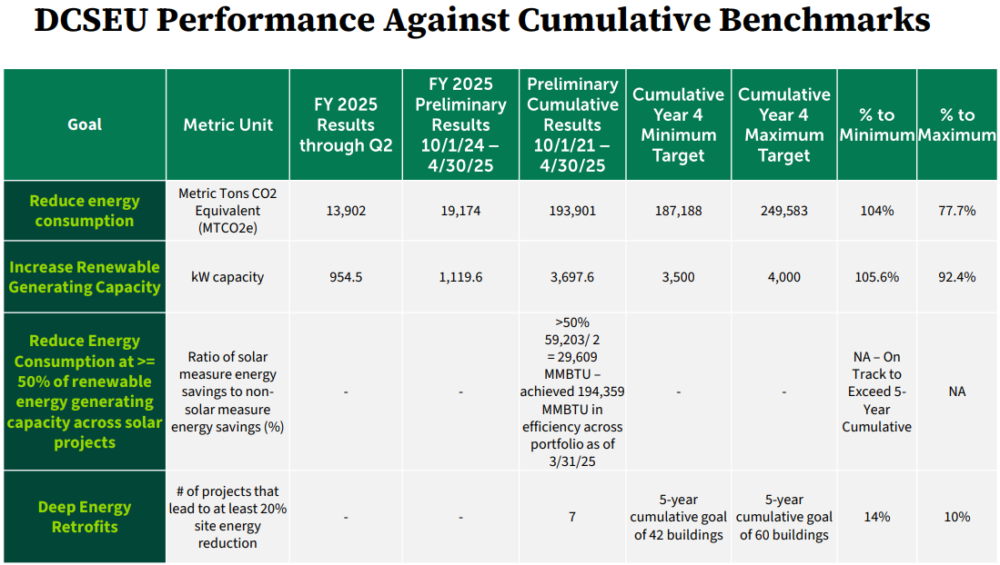 DCSEU Performance Against Cumulative Benchmarks
Goal
Metric Unit
FY 2025
Results
through Q2
FY 2025
Preliminary
Results
10/1/24 –
4/30/25
Preliminary
Cumulative
Results
10/1/21 –
4/30/25
Cumulative
Year 4
Minimum
Target
Cumulative
Year 4
Maximum
Target
% to
Minimum
% to
Maximum
Reduce energy
consumption
Metric Tons CO2
Equivalent
(MTCO2e)
13,902
19,174
193,901
187,188
249,583
104%
77.7%
Increase Renewable
Generating Capacity
kW capacity
954.5
1,119.6
3,697.6
3,500
4,000
105.6%
92.4%
Reduce Energy
Consumption at >=
50% of renewable
energy generating
capacity across solar
projects
Ratio of solar
measure energy
savings to non-
solar measure
energy savings (%)
-
-
>50%
59,203/ 2
= 29,609
MMBTU –
achieved 194,359
MMBTU in
efficiency across
portfolio as of
3/31/25
-
-
NA – On
Track to
Exceed 5-
Year
Cumulative
NA
Deep Energy
Retrofits
# of projects that
lead to at least 20%
site energy
reduction
-
-
7
5-year
cumulative goal
of 42 buildings
5-year
cumulative goal
of 60 buildings
14%
10%